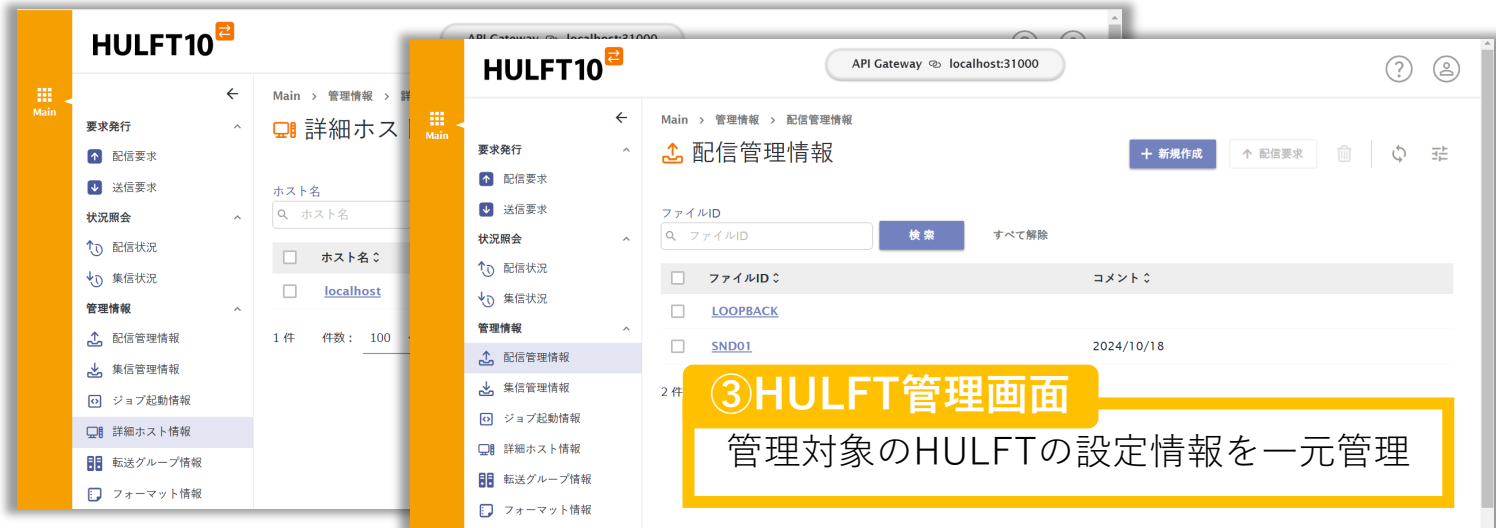 HULFT10
Main
要求発行
配信要求
送信要求
状況照会
配信状況
集信状況
管理情報
配信管理情報
集信管理情報
ジョブ起動情報
詳細ホスト情報
転送グループ情報
フォーマット情報
API Gateway localhost:31000
Main > 管理情報 >
詳細ホスト
ホスト名
ホスト名
ホスト名
localhost
1 件 件数： 100
HULFT10
API Gateway localhost:31000
Main
要求発行
配信要求
送信要求
状況照会
配信状況
集信状況
管理情報
配信管理情報
集信管理情報
ジョブ起動情報
詳細ホスト情報
転送グループ情報
フォーマット情報
Main > 管理情報 > 配信管理情報
配信管理情報
新規作成
配信要求
ファイルID
ファイルID
検索
すべて解除
ファイルID コメント
LOOPBACK
SND01 2024/10/18
2 件
③HULFT管理画面
管理対象のHULFTの設定情報を一元管理